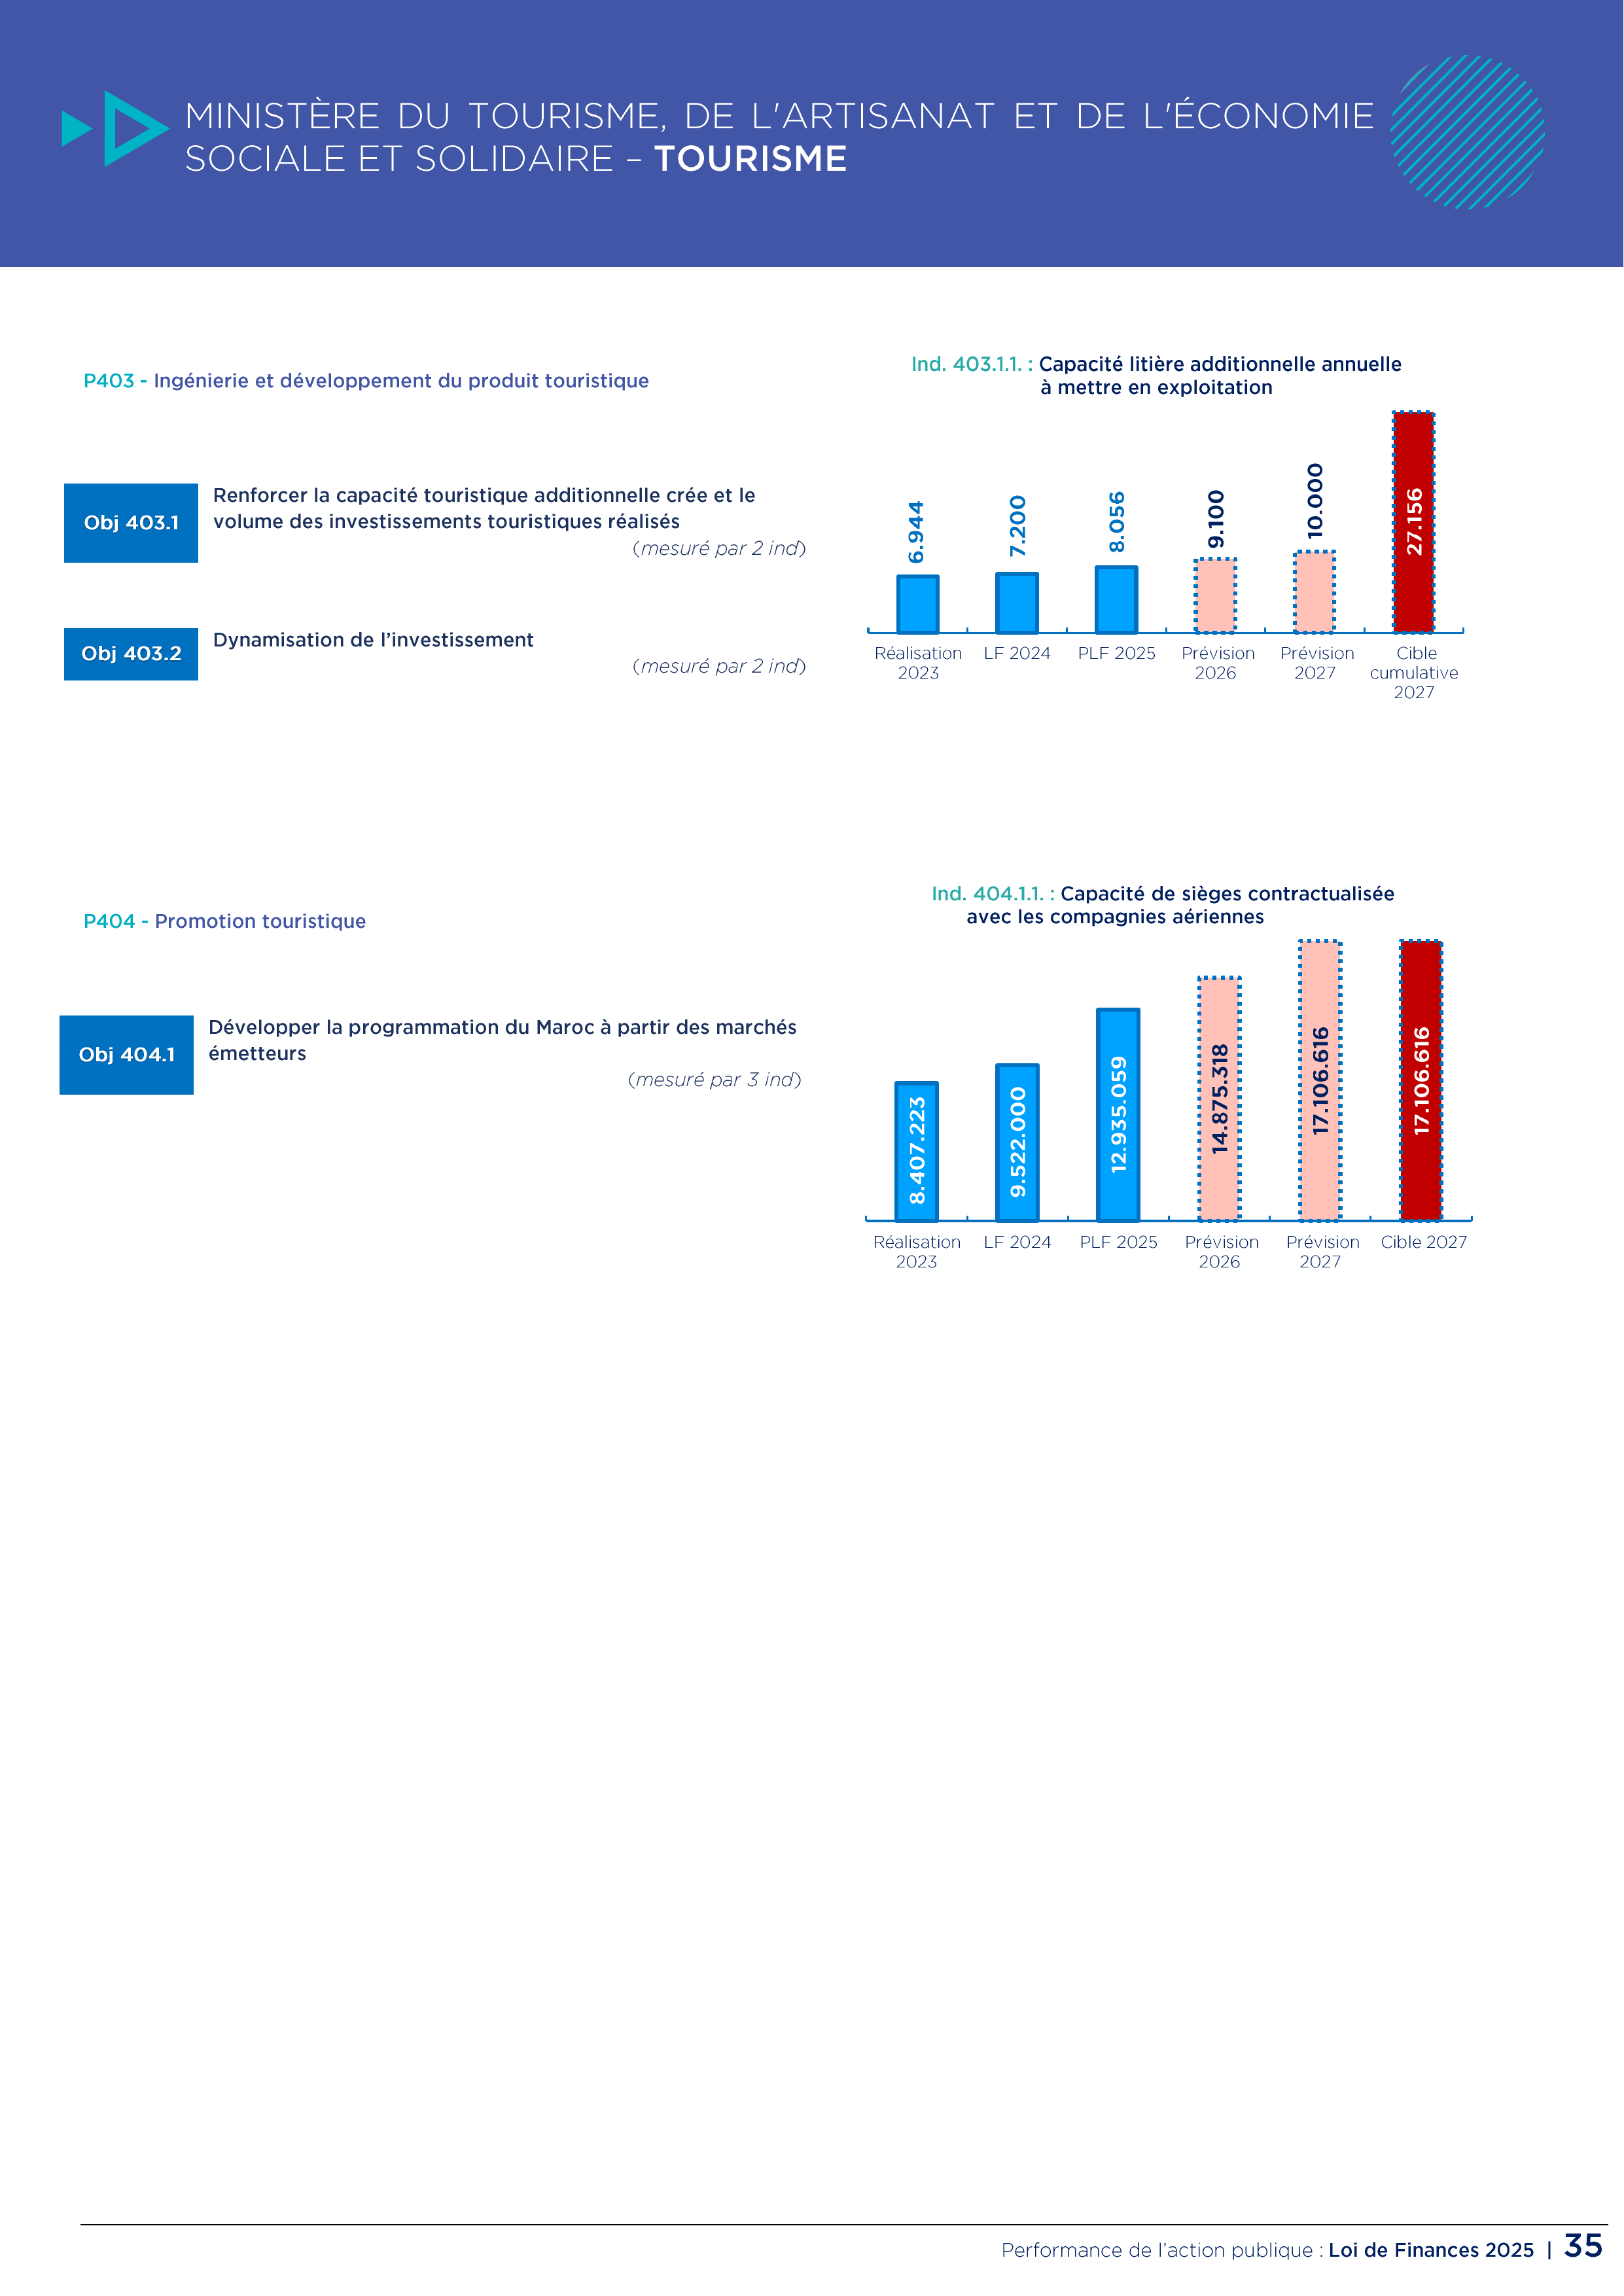 MINISTÈRE DU TOURISME, DE L'ARTISANAT ET DE L'ÉCONOMIE
SOCIALE ET SOLIDAIRE – TOURISME
P403 - Ingénierie et développement du produit touristique
Obj 403.1
Renforcer la capacité touristique additionnelle crée et le
volume des investissements touristiques réalisés
(mesuré par 2 ind)
Obj 403.2
Dynamisation de l’investissement
(mesuré par 2 ind)
Ind. 403.1.1. : Capacité litière additionnelle annuelle
à mettre en exploitation
6.944
7.200
8.056
9.100
10.000
27.156
Réalisation
2023
LF 2024
PLF 2025
Prévision
2026
Prévision
2027
Cible
cumulative
2027
P404 - Promotion touristique
Obj 404.1
Développer la programmation du Maroc à partir des marchés
émetteurs
(mesuré par 3 ind)
Ind. 404.1.1. : Capacité de sièges contractualisée
avec les compagnies aériennes
8.407.223
9.522.000
12.935.059
14.875.318
17.106.616
17.106.616
Réalisation
2023
LF 2024
PLF 2025
Prévision
2026
Prévision
2027
Cible 2027
Performance de l’action publique : Loi de Finances 2025 | 35